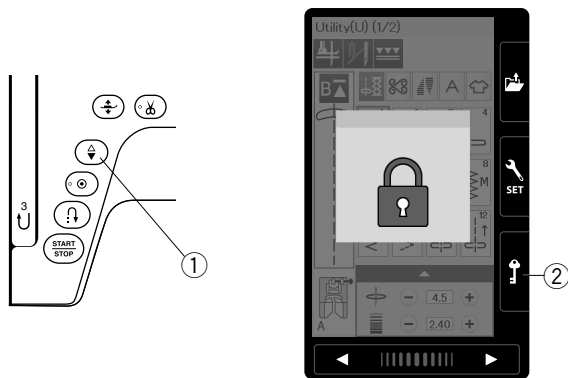 Utility(U) (1/2)
B
A
4
8
M
12
3
START
STOP
1
SET
2
A
4.5
2.40